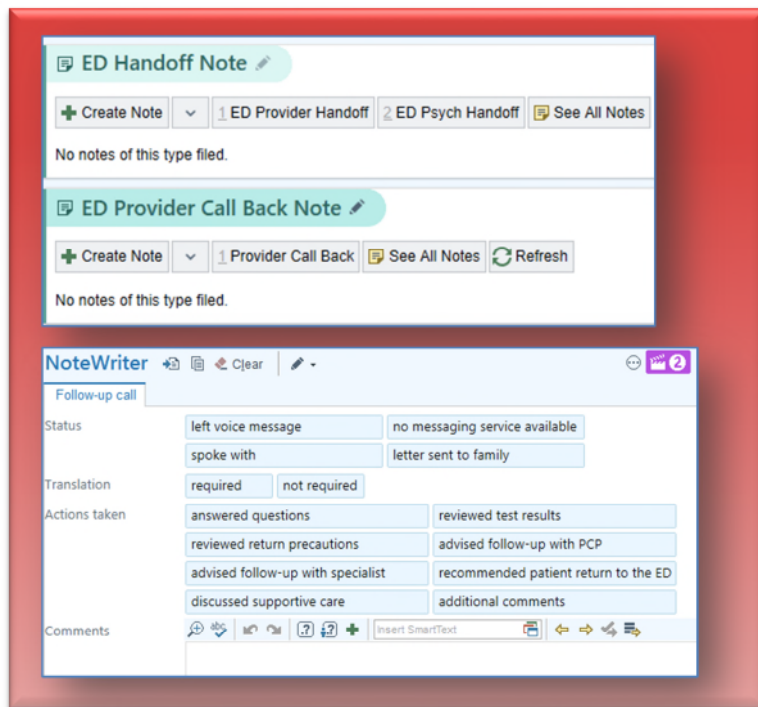 ED Handoff Note
Create Note 1 ED Provider Handoff 2 ED Psych Handoff See All Notes
No notes of this type filed.
ED Provider Call Back Note
Create Note 1 Provider Call Back See All Notes Refresh
No notes of this type filed.
NoteWriter Clear 2
Follow-up call
Status left voice message no messaging service available
spoke with letter sent to family
Translation required not required
Actions taken answered questions reviewed test results
reviewed return precautions advised follow-up with PCP
advised follow-up with specialist recommended patient return to the ED
discussed supportive care additional comments
Comments abc ? ? Insert SmartText